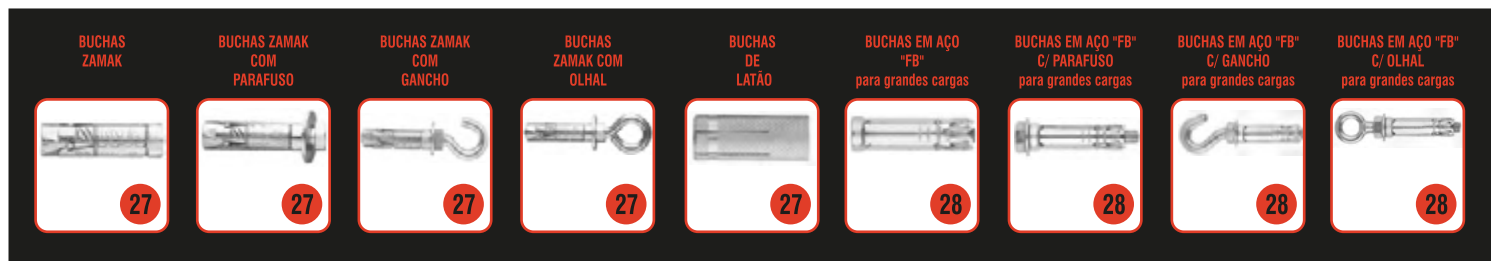 BUCHAS
ZAMAK
27
BUCHAS ZAMAK
COM
PARAFUSO
27
BUCHAS ZAMAK
COM
GANCHO
27
BUCHAS
ZAMAK COM
OLHAL
27
BUCHAS
DE
LATÃO
27
BUCHAS EM AÇO
"FB"
para grandes cargas
28
BUCHAS EM AÇO "FB"
C/ PARAFUSO
para grandes cargas
28
BUCHAS EM AÇO "FB"
C/ GANCHO
para grandes cargas
28
BUCHAS EM AÇO "FB"
C/ OLHAL
para grandes cargas
28